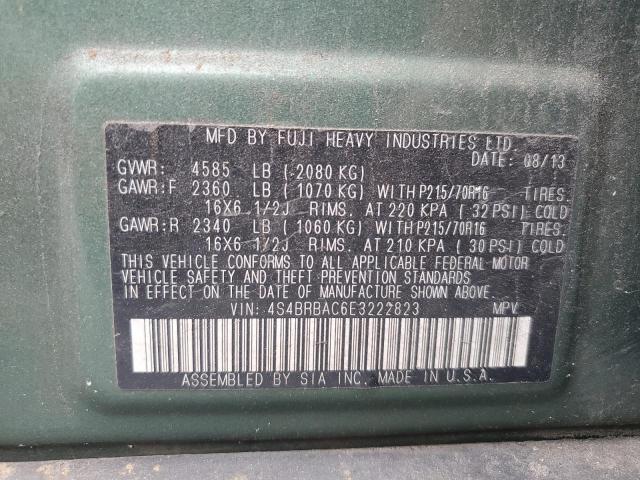 MFD BY FUJI HEAVY INDUSTRIES LTD.
DATE: 08/13
GVWR: 4585 LB (2080 KG)
GAWR:F 2360 LB (1070 KG) WITH P215/70R16 TIRES.
16X6 1/2J RIMS. AT 220 KPA (32 PSI) COLD
GAWR:R 2340 LB (1060 KG) WITH P215/70R16 TIRES.
16X6 1/2J RIMS. AT 210 KPA (30 PSI) COLD
THIS VEHICLE CONFORMS TO ALL APPLICABLE FEDERAL MOTOR
VEHICLE SAFETY AND THEFT PREVENTION STANDARDS
IN EFFECT ON THE DATE OF MANUFACTURE SHOWN ABOVE.
VIN: 4S4BRBAC6E3222823 MPV
ASSEMBLED BY SIA INC. MADE IN U.S.A.